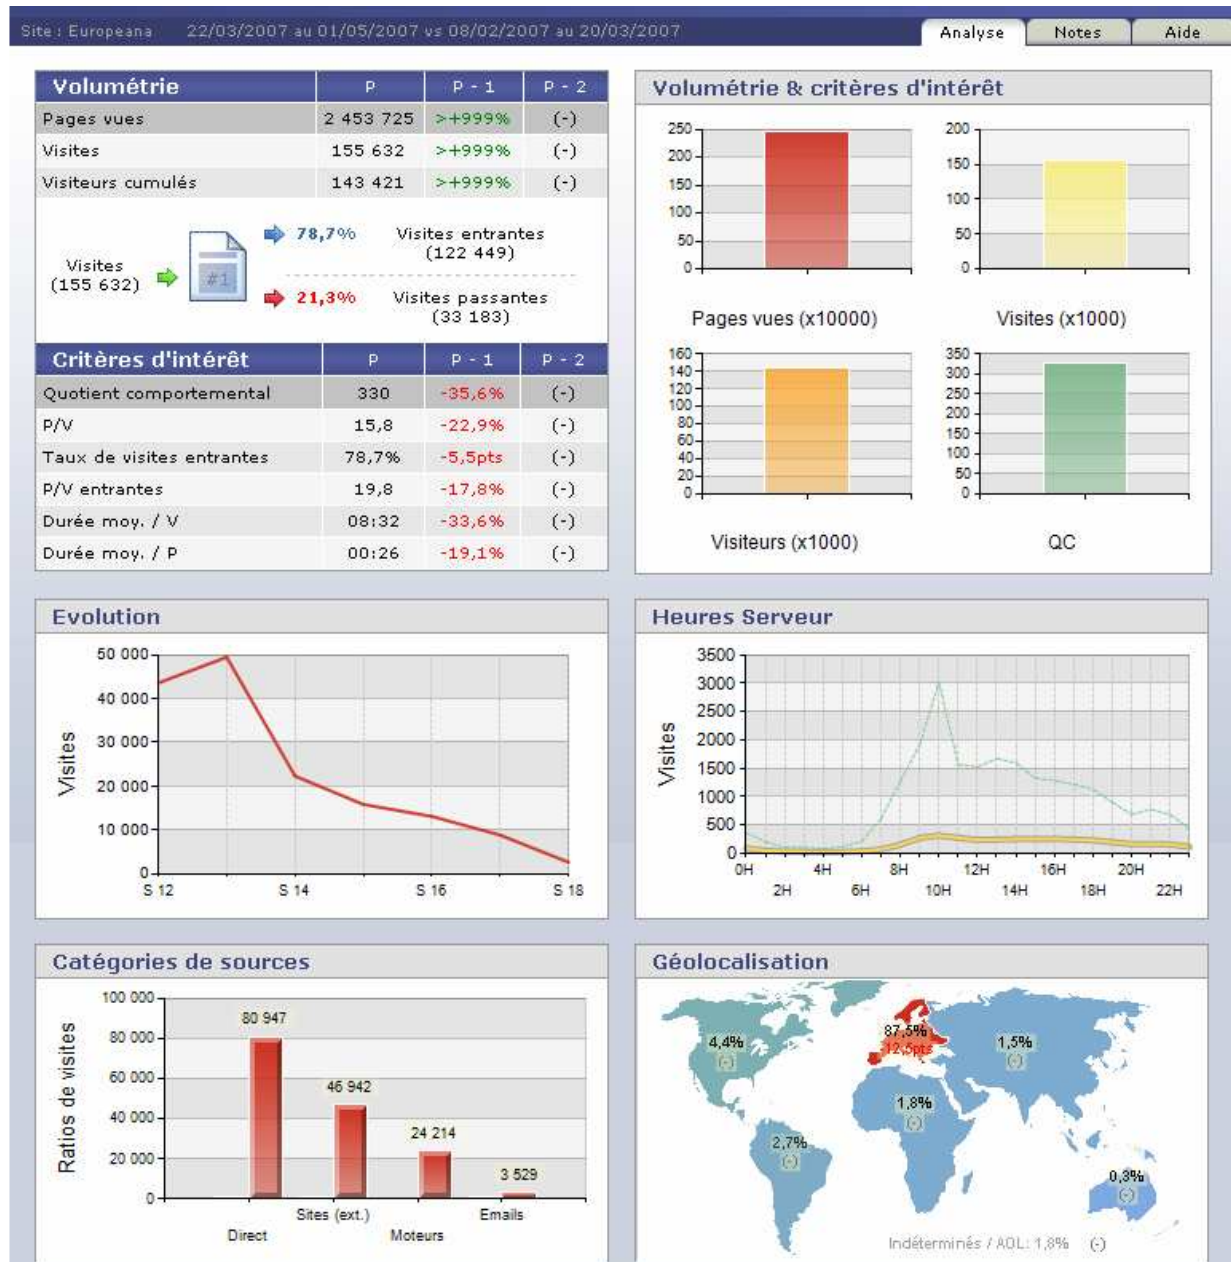 Site : Europeana 22/03/2007 au 01/05/2007 vs 08/02/2007 au 20/03/2007
Analyse Notes Aide
Volumétrie P P - 1 P - 2
Pages vues 2 453 725 >+999% (-)
Visites 155 632 >+999% (-)
Visiteurs cumulés 143 421 >+999% (-)
Visites
(155 632)
#1
78,7% Visites entrantes
(122 449)
21,3% Visites passantes
(33 183)
Critères d'intérêt P P - 1 P - 2
Quotient comportemental 330 -35,6% (-)
P/V 15,8 -22,9% (-)
Taux de visites entrantes 78,7% -5,5pts (-)
P/V entrantes 19,8 -17,8% (-)
Durée moy. / V 08:32 -33,6% (-)
Durée moy. / P 00:26 -19,1% (-)
Volumétrie & critères d'intérêt
250
200
150
100
50
0
Pages vues (x10000)
200
150
100
50
0
Visites (x1000)
160
140
120
100
80
60
40
20
0
Visiteurs (x1000)
350
300
250
200
150
100
50
0
QC
Evolution
Visites
50 000
40 000
30 000
20 000
10 000
0
S 12 S 14 S 16 S 18
Heures Serveur
Visites
3500
3000
2500
2000
1500
1000
500
0
0H 4H 8H 12H 16H 20H
2H 6H 10H 14H 18H 22H
Catégories de sources
Ratios de visites
100 000
80 000
60 000
40 000
20 000
0
80 947
46 942
24 214
3 529
Sites (ext.) Emails
Direct Moteurs
Géolocalisation
4,4%
(-)
87,5%
-12,5pts
1,5%
(-)
1,8%
(-)
2,7%
(-)
0,3%
(-)
Indéterminés / AOL: 1,8% (-)